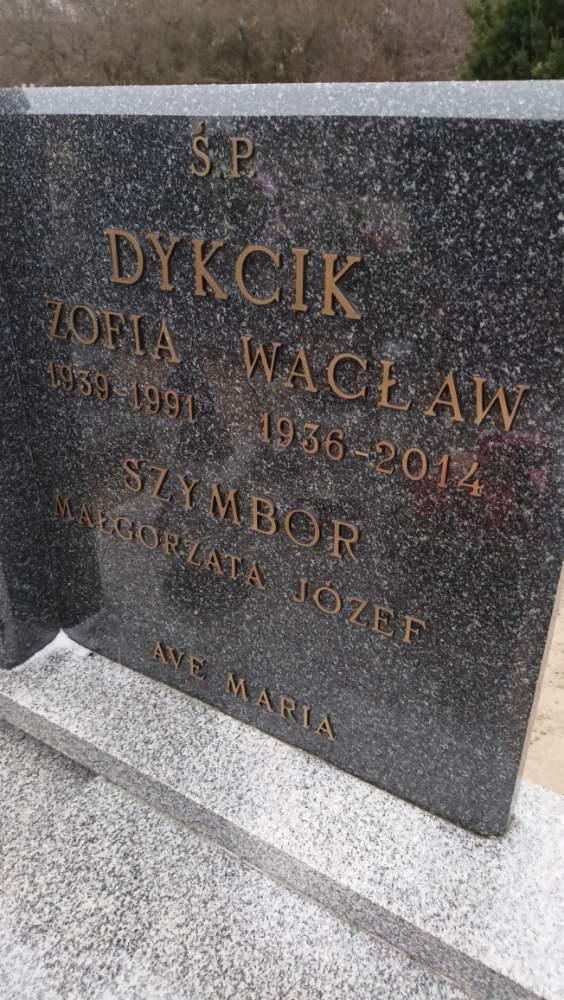 Ś.P.
DYKCIK
ZOFIA WACŁAW
1939-1991 1936-2014
SZYMBOR
MAŁGORZATA JÓZEF
AVE MARIA